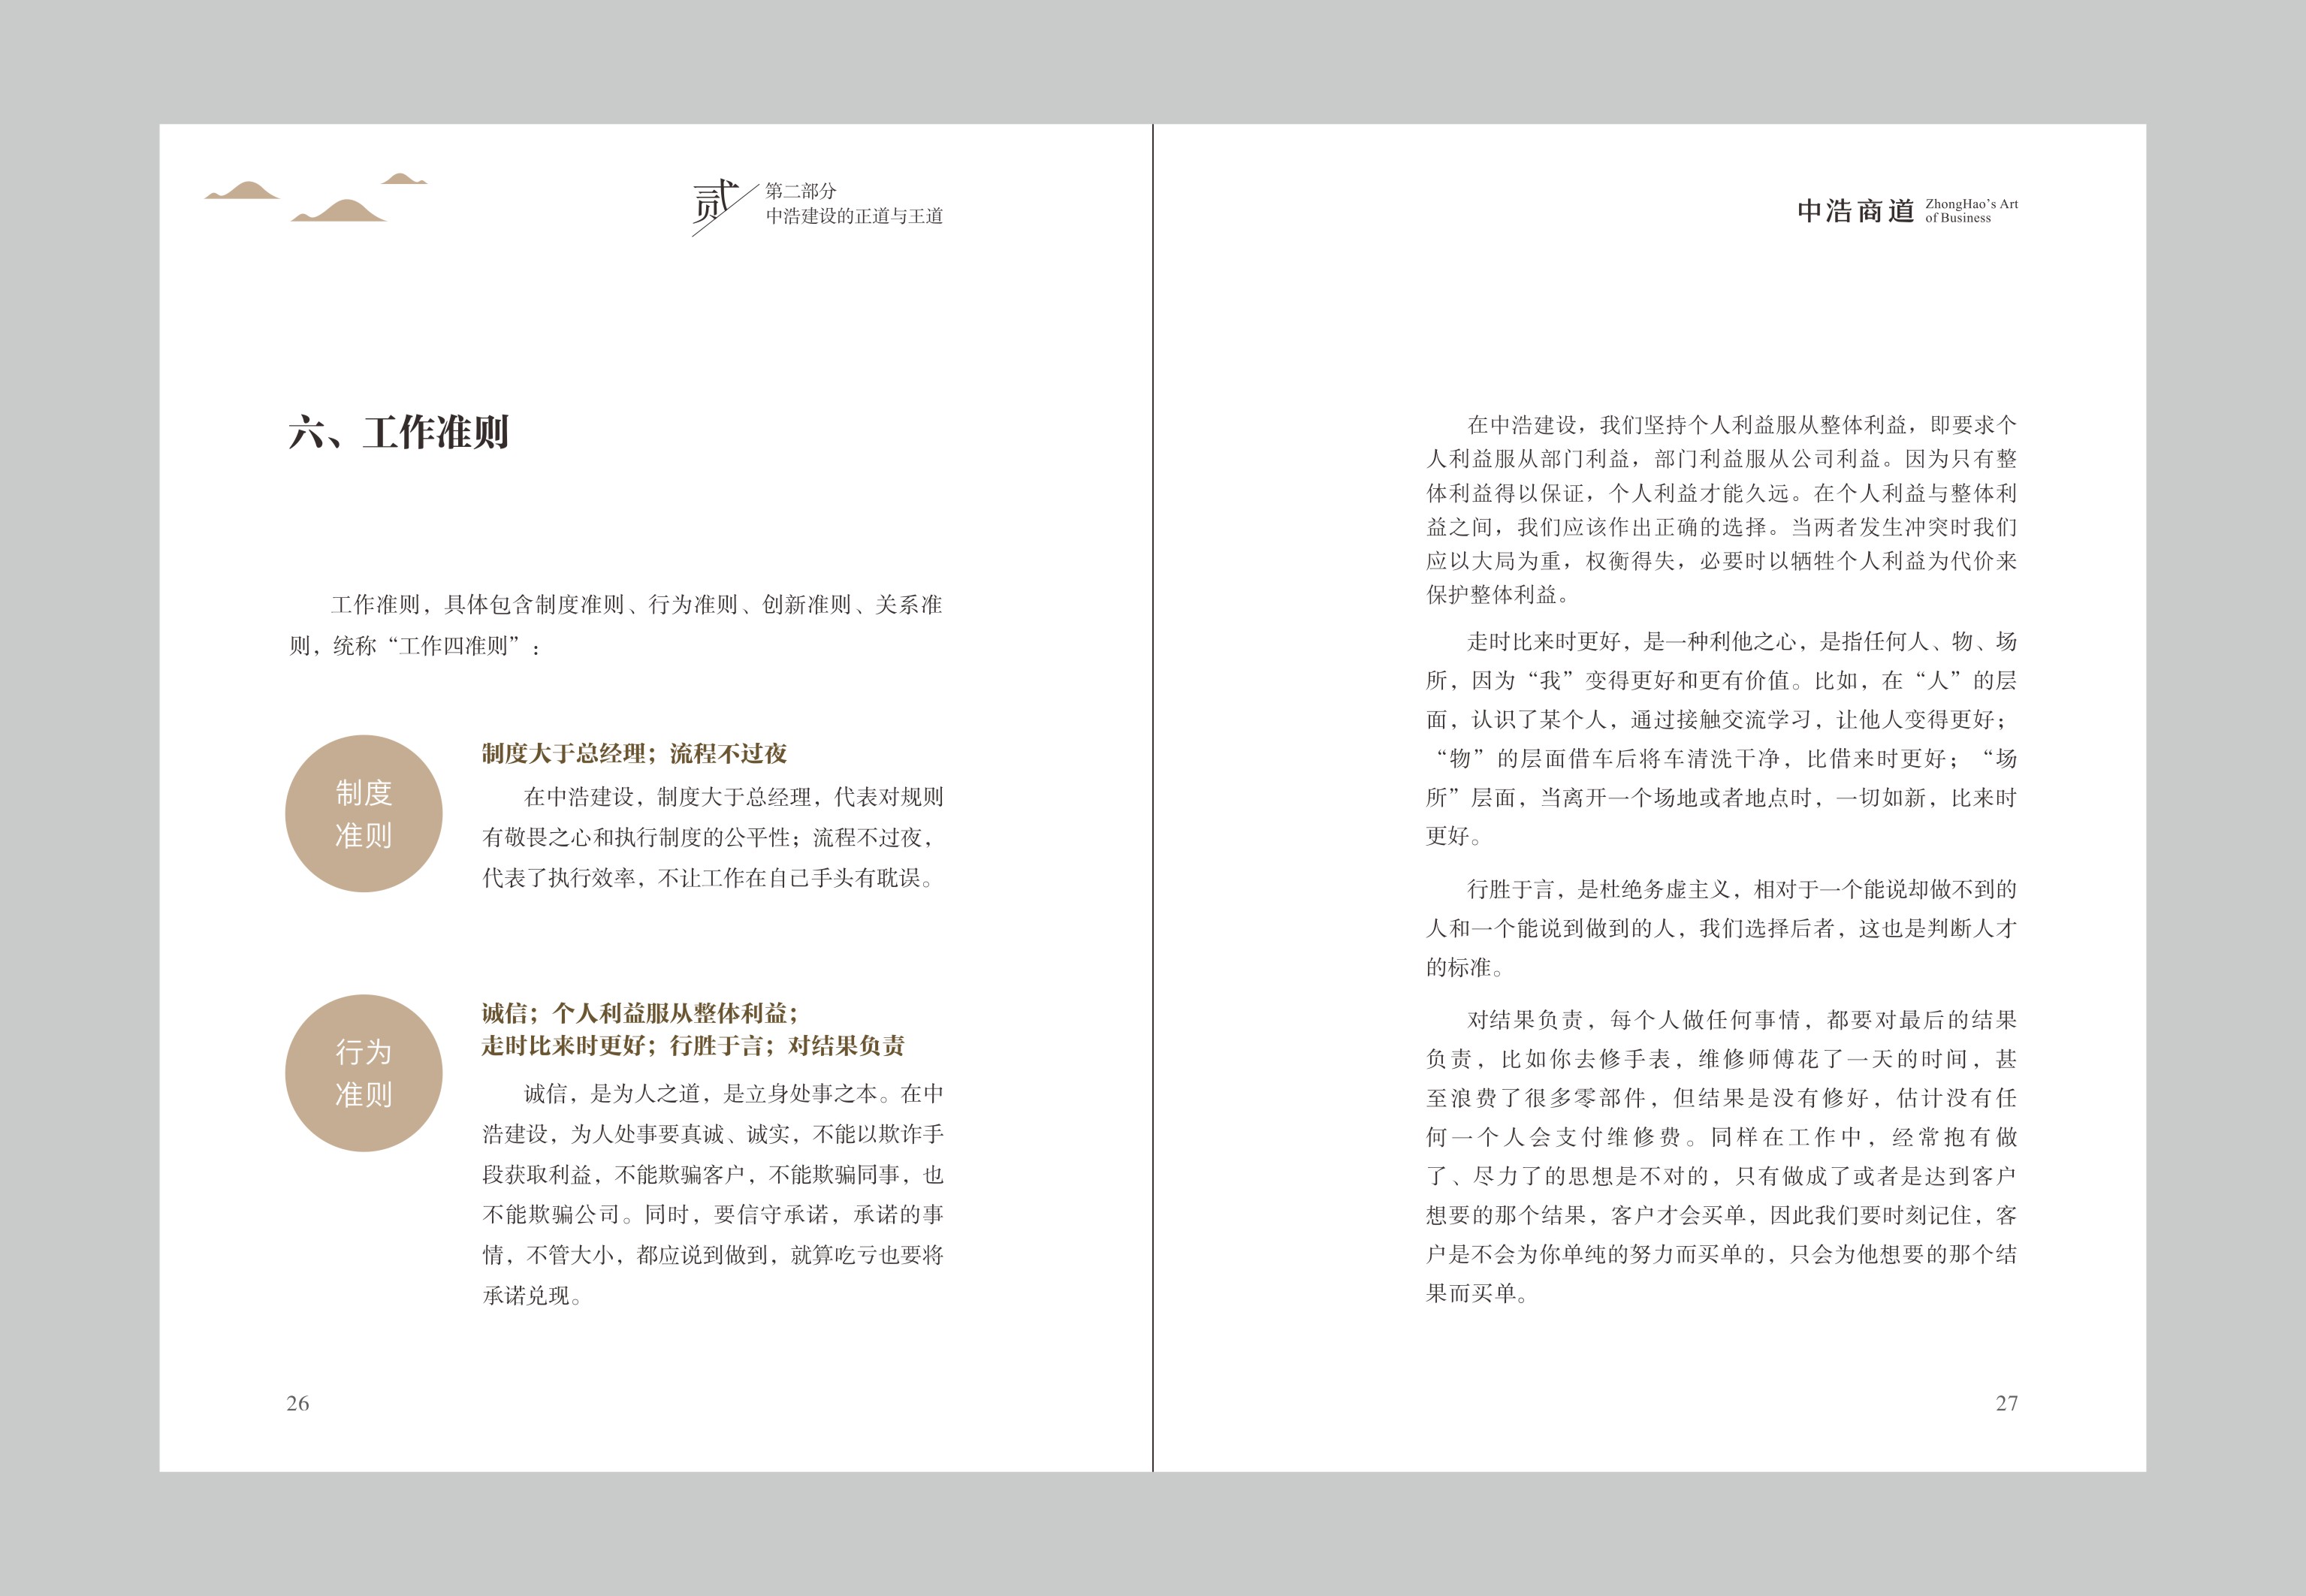 贰
第二部分
中浩建设的正道与王道
六、工作准则
工作准则，具体包含制度准则、行为准则、创新准则、关系准
则，统称“工作四准则”：
制度
准则
制度大于总经理；流程不过夜
在中浩建设，制度大于总经理，代表对规则
有敬畏之心和执行制度的公平性；流程不过夜，
代表了执行效率，不让工作在自己手头有耽误。
行为
准则
诚信；个人利益服从整体利益；
走时比来时更好；行胜于言；对结果负责
诚信，是为人之道，是立身处事之本。在中
浩建设，为人处事要真诚、诚实，不能以欺诈手
段获取利益，不能欺骗客户，不能欺骗同事，也
不能欺骗公司。同时，要信守承诺，承诺的事
情，不管大小，都应说到做到，就算吃亏也要将
承诺兑现。
26
中浩商道
ZhongHao’s Art
of Business
在中浩建设，我们坚持个人利益服从整体利益，即要求个
人利益服从部门利益，部门利益服从公司利益。因为只有整
体利益得以保证，个人利益才能久远。在个人利益与整体利
益之间，我们应该作出正确的选择。当两者发生冲突时我们
应以大局为重，权衡得失，必要时以牺牲个人利益为代价来
保护整体利益。
走时比来时更好，是一种利他之心，是指任何人、物、场
所，因为“我”变得更好和更有价值。比如，在“人”的层
面，认识了某个人，通过接触交流学习，让他人变得更好；
“物”的层面借车后将车清洗干净，比借来时更好；“场
所”层面，当离开一个场地或者地点时，一切如新，比来时
更好。
行胜于言，是杜绝务虚主义，相对于一个能说却做不到的
人和一个能说到做到的人，我们选择后者，这也是判断人才
的标准。
对结果负责，每个人做任何事情，都要对最后的结果
负责，比如你去修手表，维修师傅花了一天的时间，甚
至浪费了很多零部件，但结果是没有修好，估计没有任
何一个人会支付维修费。同样在工作中，经常抱有做
了、尽力了的思想是不对的，只有做成了或者是达到客户
想要的那个结果，客户才会买单，因此我们要时刻记住，客
户是不会为你单纯的努力而买单的，只会为他想要的那个结
果而买单。
27